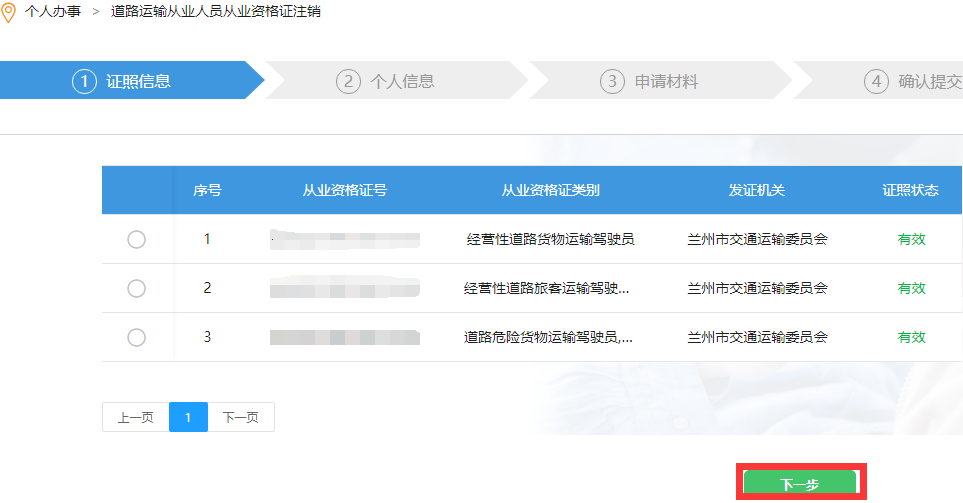 个人办事 > 道路运输从业人员从业资格证注销
1 证照信息 2 个人信息 3 申请材料 4 确认提交
序号 从业资格证号 从业资格证类别 发证机关 证照状态
1 经营性道路货物运输驾驶员 兰州市交通运输委员会 有效
2 经营性道路旅客运输驾驶... 兰州市交通运输委员会 有效
3 道路危险货物运输驾驶员,... 兰州市交通运输委员会 有效
上一页 1 下一页
下一步